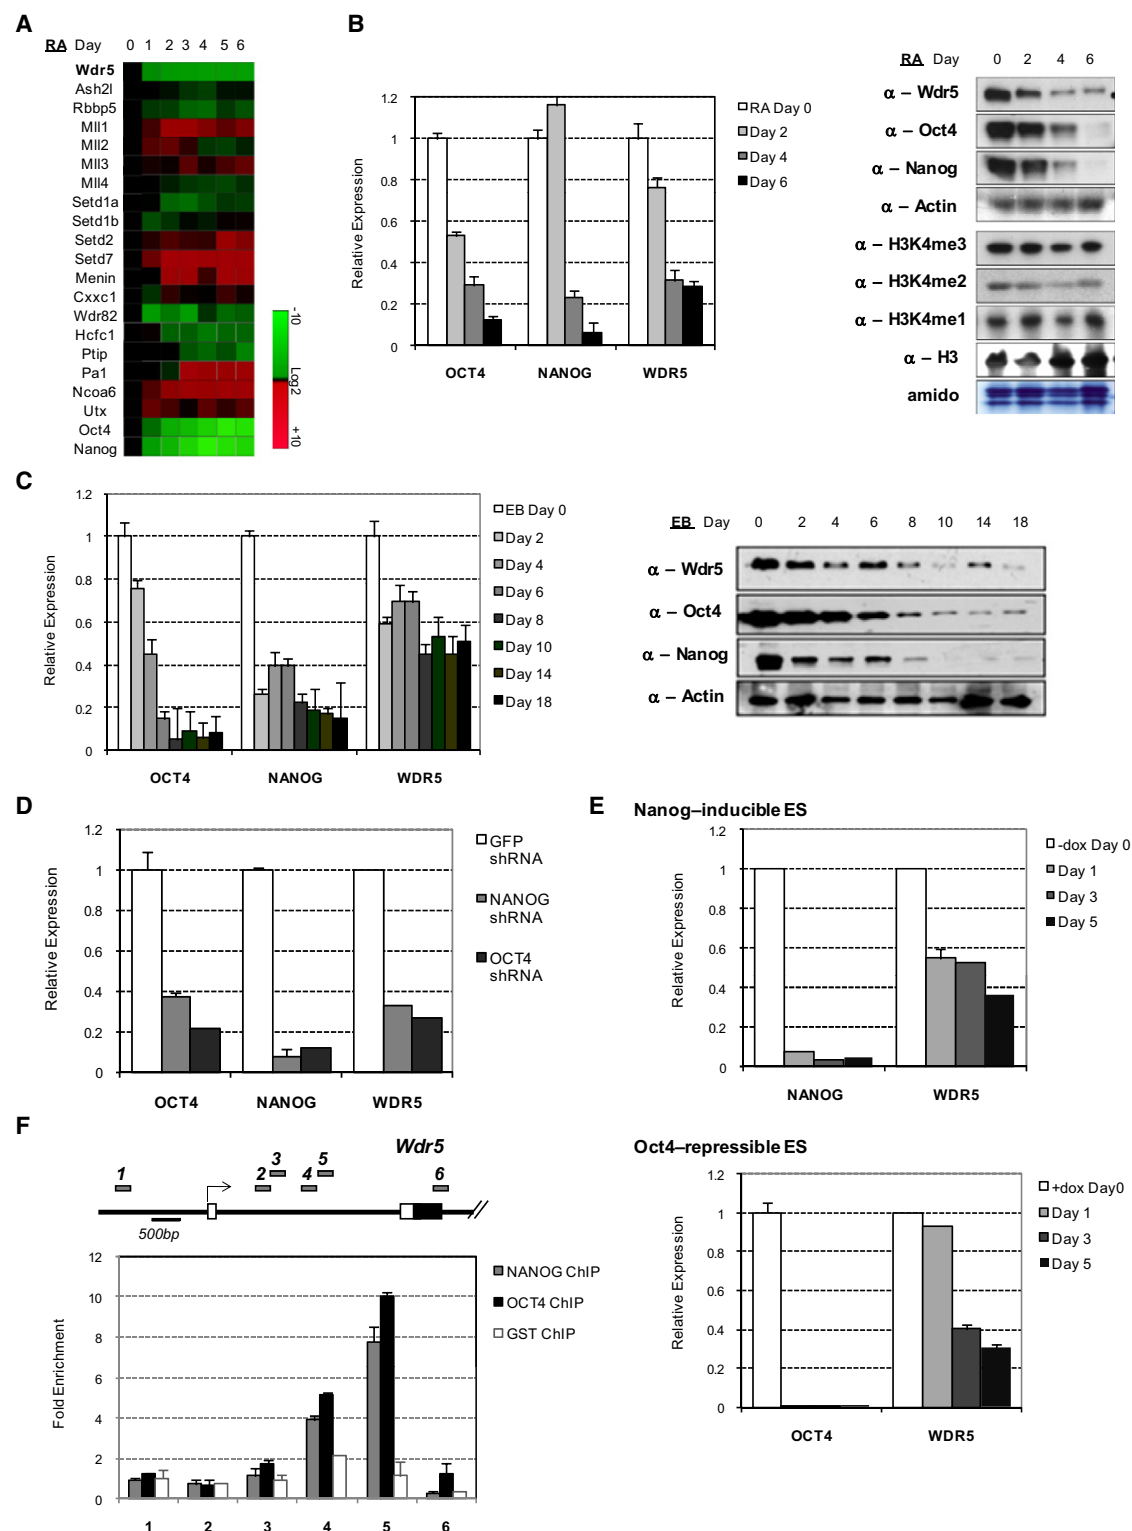 A
RA Day 0 1 2 3 4 5 6
Wdr5
Ash2l
Rbbp5
Mll1
Mll2
Mll3
Mll4
Setd1a
Setd1b
Setd2
Setd7
Menin
Cxxc1
Wdr82
Hcfc1
Ptip
Pa1
Ncoa6
Utx
Oct4
Nanog
-10
Log2
+10
B
Relative Expression
1.2
1
0.8
0.6
0.4
0.2
0
OCT4 NANOG WDR5
RA Day 0
Day 2
Day 4
Day 6
RA Day 0 2 4 6
α – Wdr5
α – Oct4
α – Nanog
α – Actin
α – H3K4me3
α – H3K4me2
α – H3K4me1
α – H3
amido
C
Relative Expression
1.2
1
0.8
0.6
0.4
0.2
0
OCT4 NANOG WDR5
EB Day 0
Day 2
Day 4
Day 6
Day 8
Day 10
Day 14
Day 18
EB Day 0 2 4 6 8 10 14 18
α – Wdr5
α – Oct4
α – Nanog
α – Actin
D
Relative Expression
1.2
1
0.8
0.6
0.4
0.2
0
OCT4 NANOG WDR5
GFP
shRNA
NANOG
shRNA
OCT4
shRNA
E
Nanog–inducible ES
Relative Expression
1.2
1
0.8
0.6
0.4
0.2
0
NANOG WDR5
-dox Day 0
Day 1
Day 3
Day 5
Oct4–repressible ES
Relative Expression
1.2
1
0.8
0.6
0.4
0.2
0
OCT4 WDR5
+dox Day0
Day 1
Day 3
Day 5
F
Wdr5
1 2 3 4 5 6
500bp
Fold Enrichment
12
10
8
6
4
2
0
1 2 3 4 5 6
NANOG ChIP
OCT4 ChIP
GST ChIP